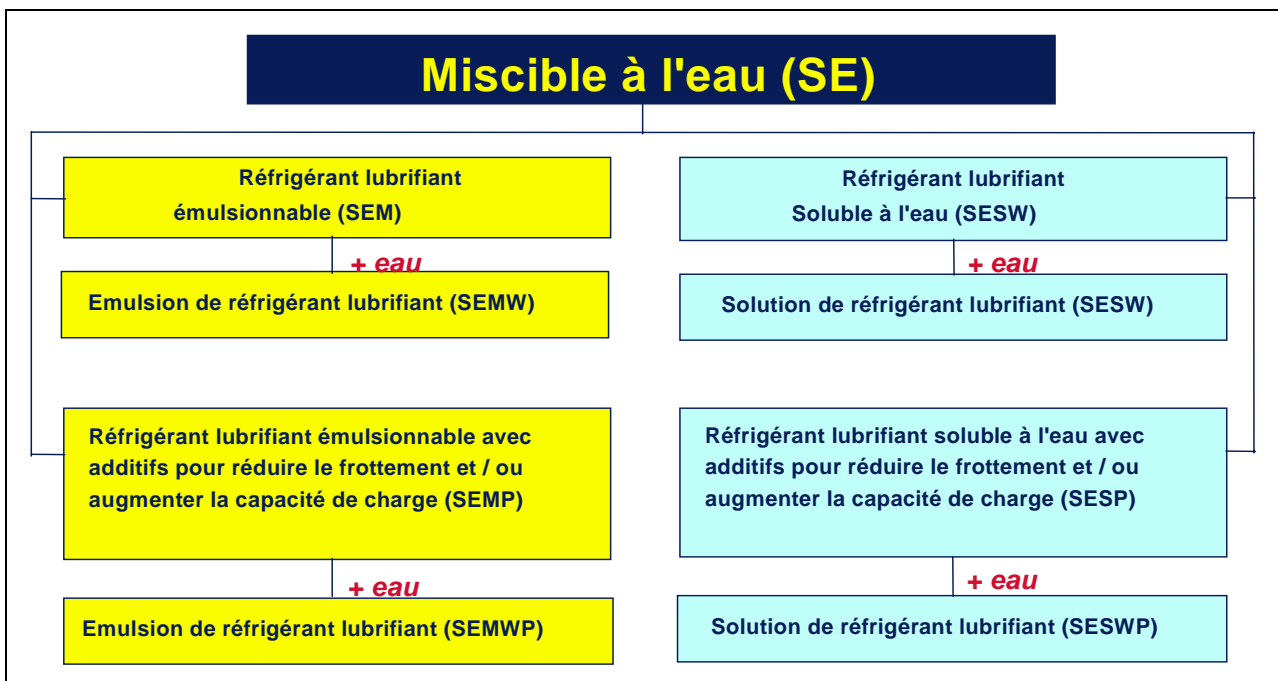 Miscible à l'eau (SE)
Réfrigérant lubrifiant
émulsionnable (SEM)
+ eau
Emulsion de réfrigérant lubrifiant (SEMW)
Réfrigérant lubrifiant émulsionnable avec
additifs pour réduire le frottement et / ou
augmenter la capacité de charge (SEMP)
+ eau
Emulsion de réfrigérant lubrifiant (SEMWP)
Réfrigérant lubrifiant
Soluble à l'eau (SESW)
+ eau
Solution de réfrigérant lubrifiant (SESW)
Réfrigérant lubrifiant soluble à l'eau avec
additifs pour réduire le frottement et / ou
augmenter la capacité de charge (SESP)
+ eau
Solution de réfrigérant lubrifiant (SESWP)